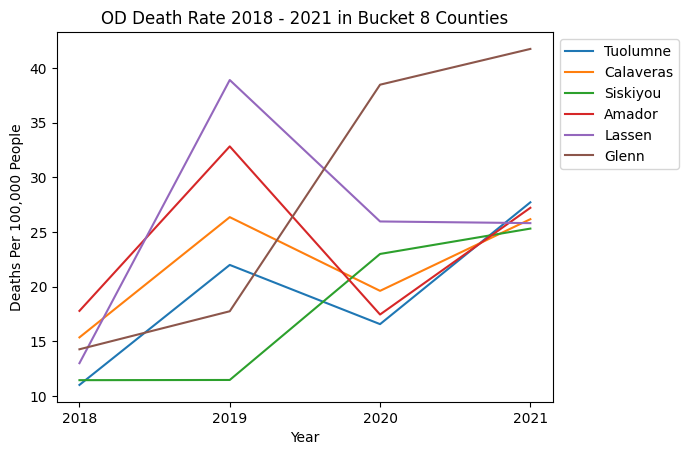 OD Death Rate 2018 - 2021 in Bucket 8 Counties
Tuolumne
Calaveras
Siskiyou
Amador
Lassen
Glenn
Deaths Per 100,000 People
40
35
30
25
20
15
10
2018 2019 2020 2021
Year